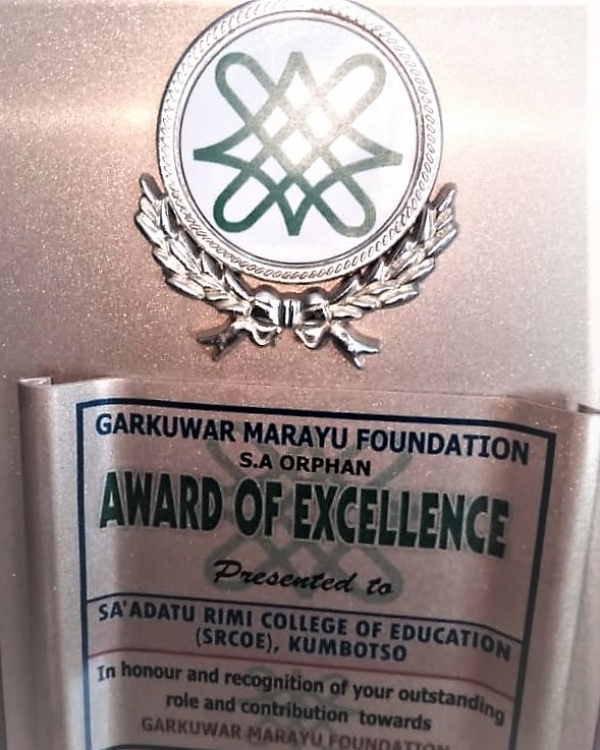 GARKUWAR MARAYU FOUNDATION
S.A ORPHAN
AWARD OF EXCELLENCE
Presented to
SA'ADATU RIMI COLLEGE OF EDUCATION
(SRCOE), KUMBOTSO
In honour and recognition of your outstanding
role and contribution towards
GARKUWAR MARAYU FOUNDATION